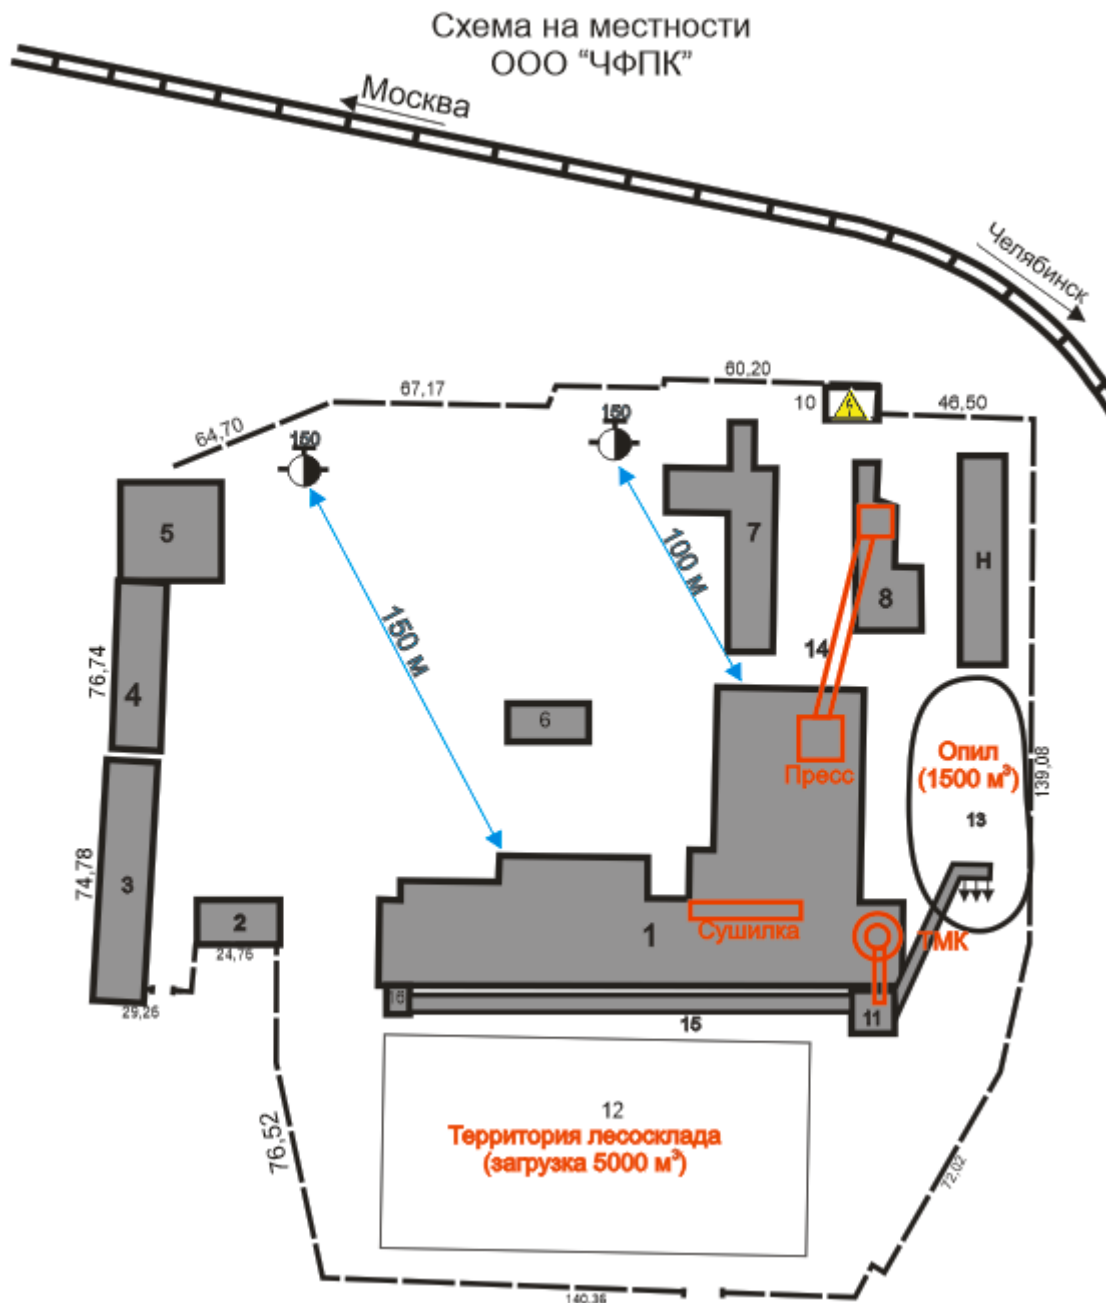 Схема на местности
ООО “ЧФПК”
Москва
Челябинск
60,20
67,17
10
46,50
64,70
150
150
5
7
100 м
Н
8
150 м
14
76,74
4
6
Опил
(1500 м³)
Пресс
139,08
13
74,78
3
2
1
Сушилка
ТМК
24,76
16
29,26
15
11
12
Территория лесосклада
(загрузка 5000 м³)
76,52
72,02
140,36